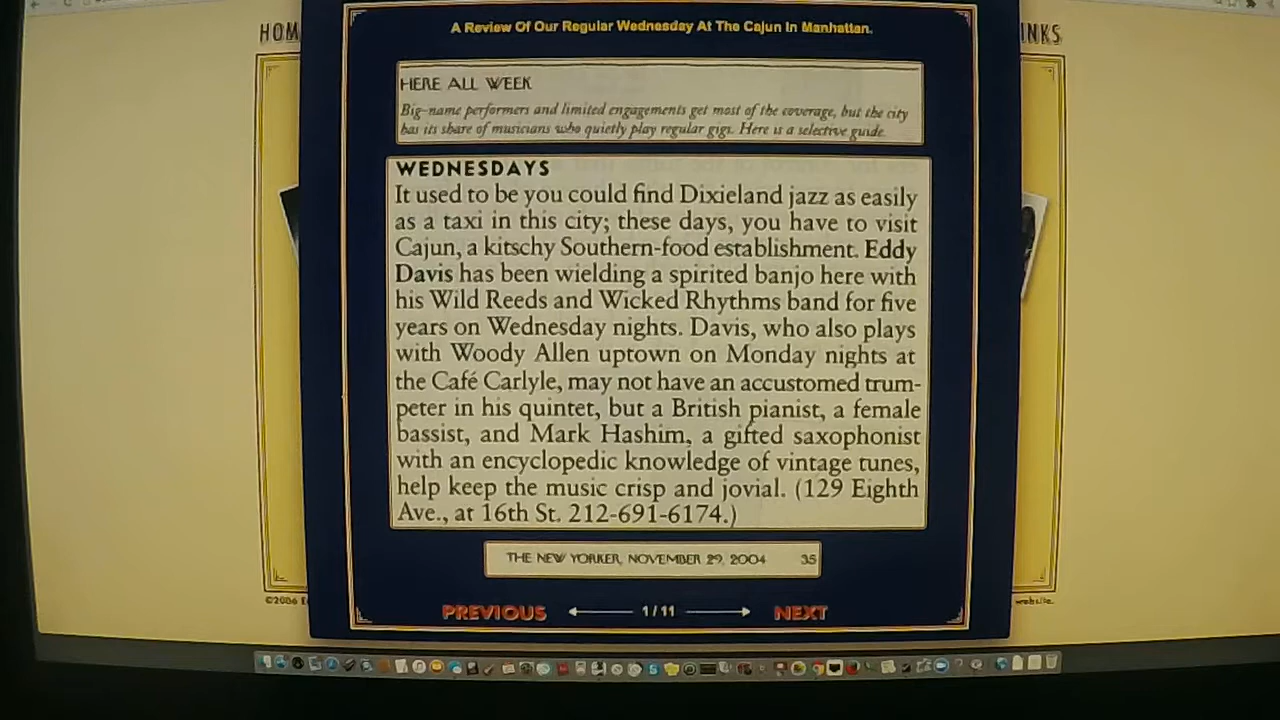 HOM
INKS
A Review Of Our Regular Wednesday At The Cajun In Manhattan.
HERE ALL WEEK
Big-name performers and limited engagements get most of the coverage, but the city
has its share of musicians who quietly play regular gigs. Here is a selective guide.
WEDNESDAYS
It used to be you could find Dixieland jazz as easily
as a taxi in this city; these days, you have to visit
Cajun, a kitschy Southern-food establishment. Eddy
Davis has been wielding a spirited banjo here with
his Wild Reeds and Wicked Rhythms band for five
years on Wednesday nights. Davis, who also plays
with Woody Allen uptown on Monday nights at
the Café Carlyle, may not have an accustomed trum-
peter in his quintet, but a British pianist, a female
bassist, and Mark Hashim, a gifted saxophonist
with an encyclopedic knowledge of vintage tunes,
help keep the music crisp and jovial. (129 Eighth
Ave., at 16th St. 212-691-6174.)
THE NEW YORKER, NOVEMBER 29, 2004 35
©2006 E
website.
PREVIOUS 1/11 NEXT